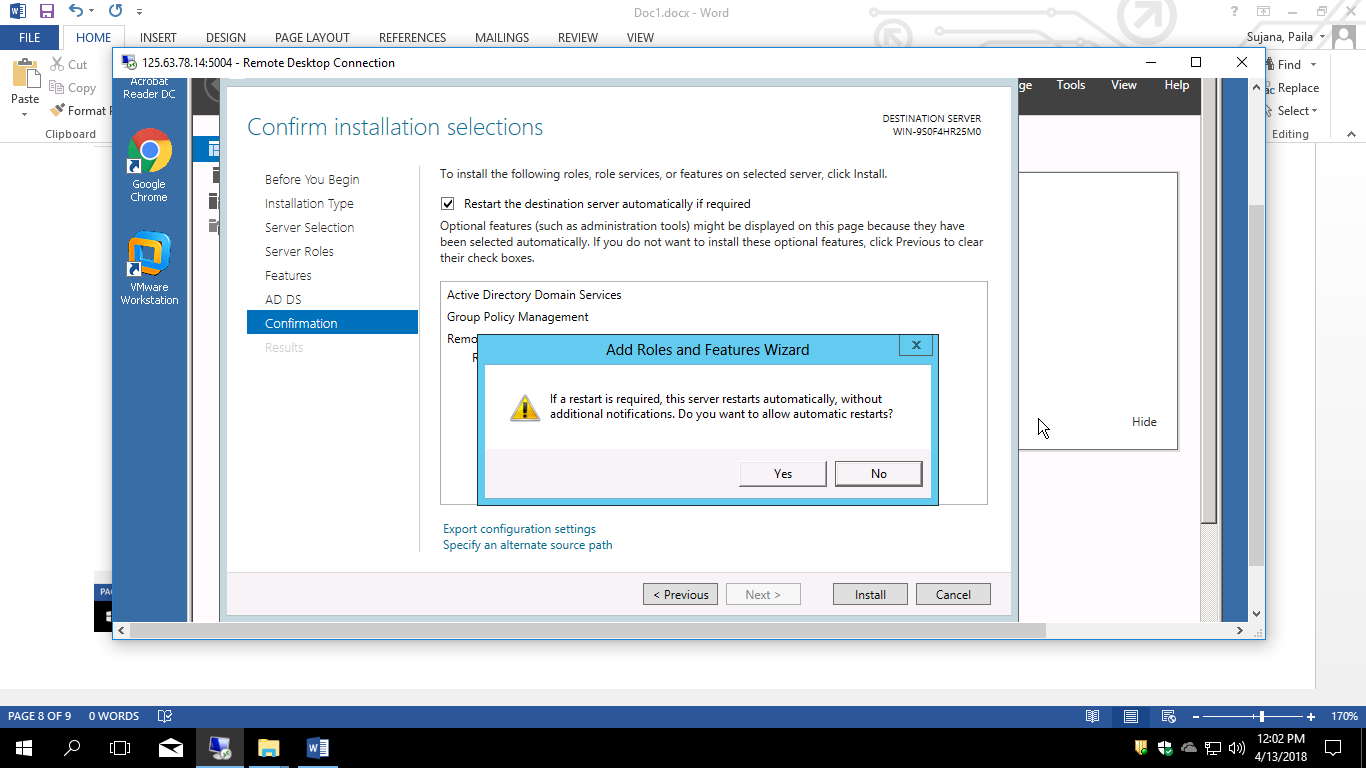 Doc1.docx - Word
FILE
HOME
INSERT
DESIGN
PAGE LAYOUT
REFERENCES
MAILINGS
REVIEW
VIEW
Sujana, Paila
Paste
Cut
Copy
Format
Clipboard
Find
Replace
Select
Editing
125.63.78.14:5004 - Remote Desktop Connection
Acrobat
Reader DC
Google
Chrome
VMware
Workstation
Tools
View
Help
Confirm installation selections
DESTINATION SERVER
WIN-9S0F4HR25M0
Before You Begin
Installation Type
Server Selection
Server Roles
Features
AD DS
Confirmation
Results
To install the following roles, role services, or features on selected server, click Install.
Restart the destination server automatically if required
Optional features (such as administration tools) might be displayed on this page because they have
been selected automatically. If you do not want to install these optional features, click Previous to clear
their check boxes.
Active Directory Domain Services
Group Policy Management
Remo
Add Roles and Features Wizard
If a restart is required, this server restarts automatically, without
additional notifications. Do you want to allow automatic restarts?
Yes
No
Hide
Export configuration settings
Specify an alternate source path
< Previous
Next >
Install
Cancel
PAGE 8 OF 9
0 WORDS
170%
12:02 PM
4/13/2018